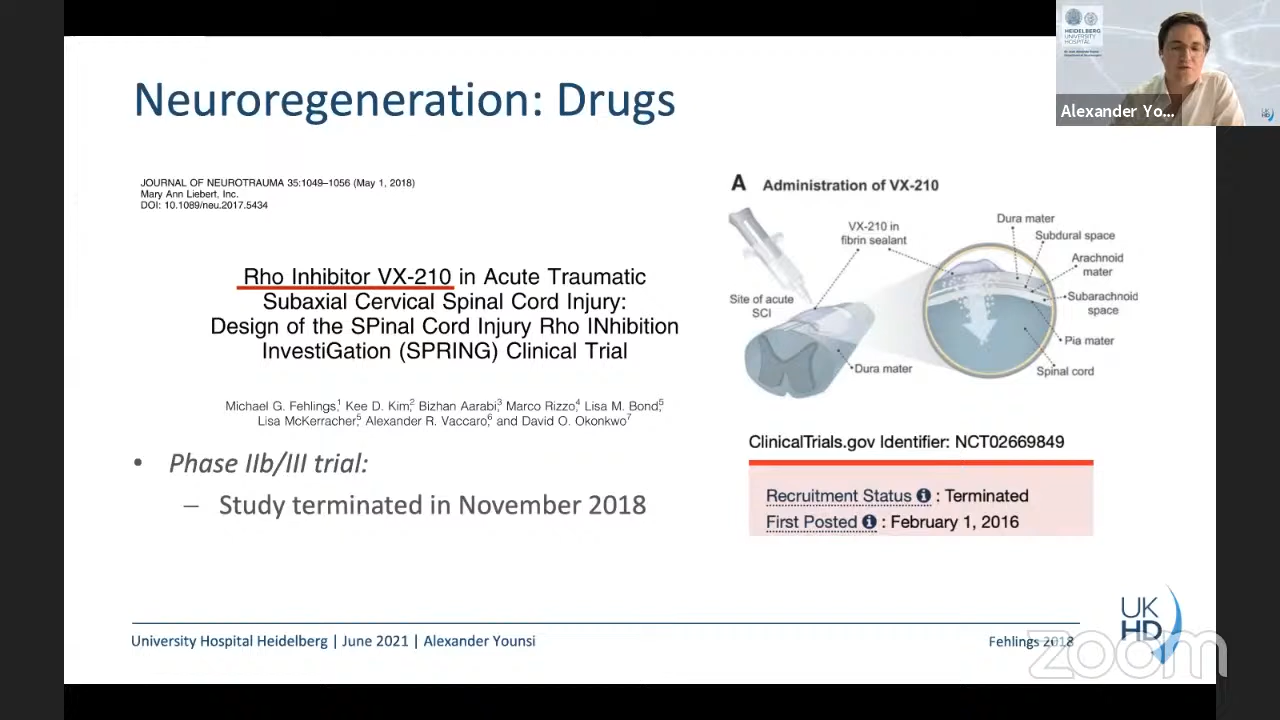 Neuroregeneration: Drugs
HEIDELBERG
UNIVERSITY
HOSPITAL
Alexander Yo...
JOURNAL OF NEUROTRAUMA 35:1049–1056 (May 1, 2018)
Mary Ann Liebert, Inc.
DOI: 10.1089/neu.2017.5434
Rho Inhibitor VX-210 in Acute Traumatic
Subaxial Cervical Spinal Cord Injury:
Design of the SPinal Cord Injury Rho INhibition
InvestiGation (SPRING) Clinical Trial
Michael G. Fehlings,1 Kee D. Kim,2 Bizhan Aarabi,3 Marco Rizzo,4 Lisa M. Bond,5
Lisa McKerracher,5 Alexander R. Vaccaro,6 and David O. Okonkwo7
• Phase IIb/III trial:
– Study terminated in November 2018
A Administration of VX-210
VX-210 in
fibrin sealant
Site of acute
SCI
Dura mater
Dura mater
Subdural space
Arachnoid
mater
Subarachnoid
space
Pia mater
Spinal cord
ClinicalTrials.gov Identifier: NCT02669849
Recruitment Status i : Terminated
First Posted i : February 1, 2016
University Hospital Heidelberg | June 2021 | Alexander Younsi
Fehlings 2018
UK
HD
zoom